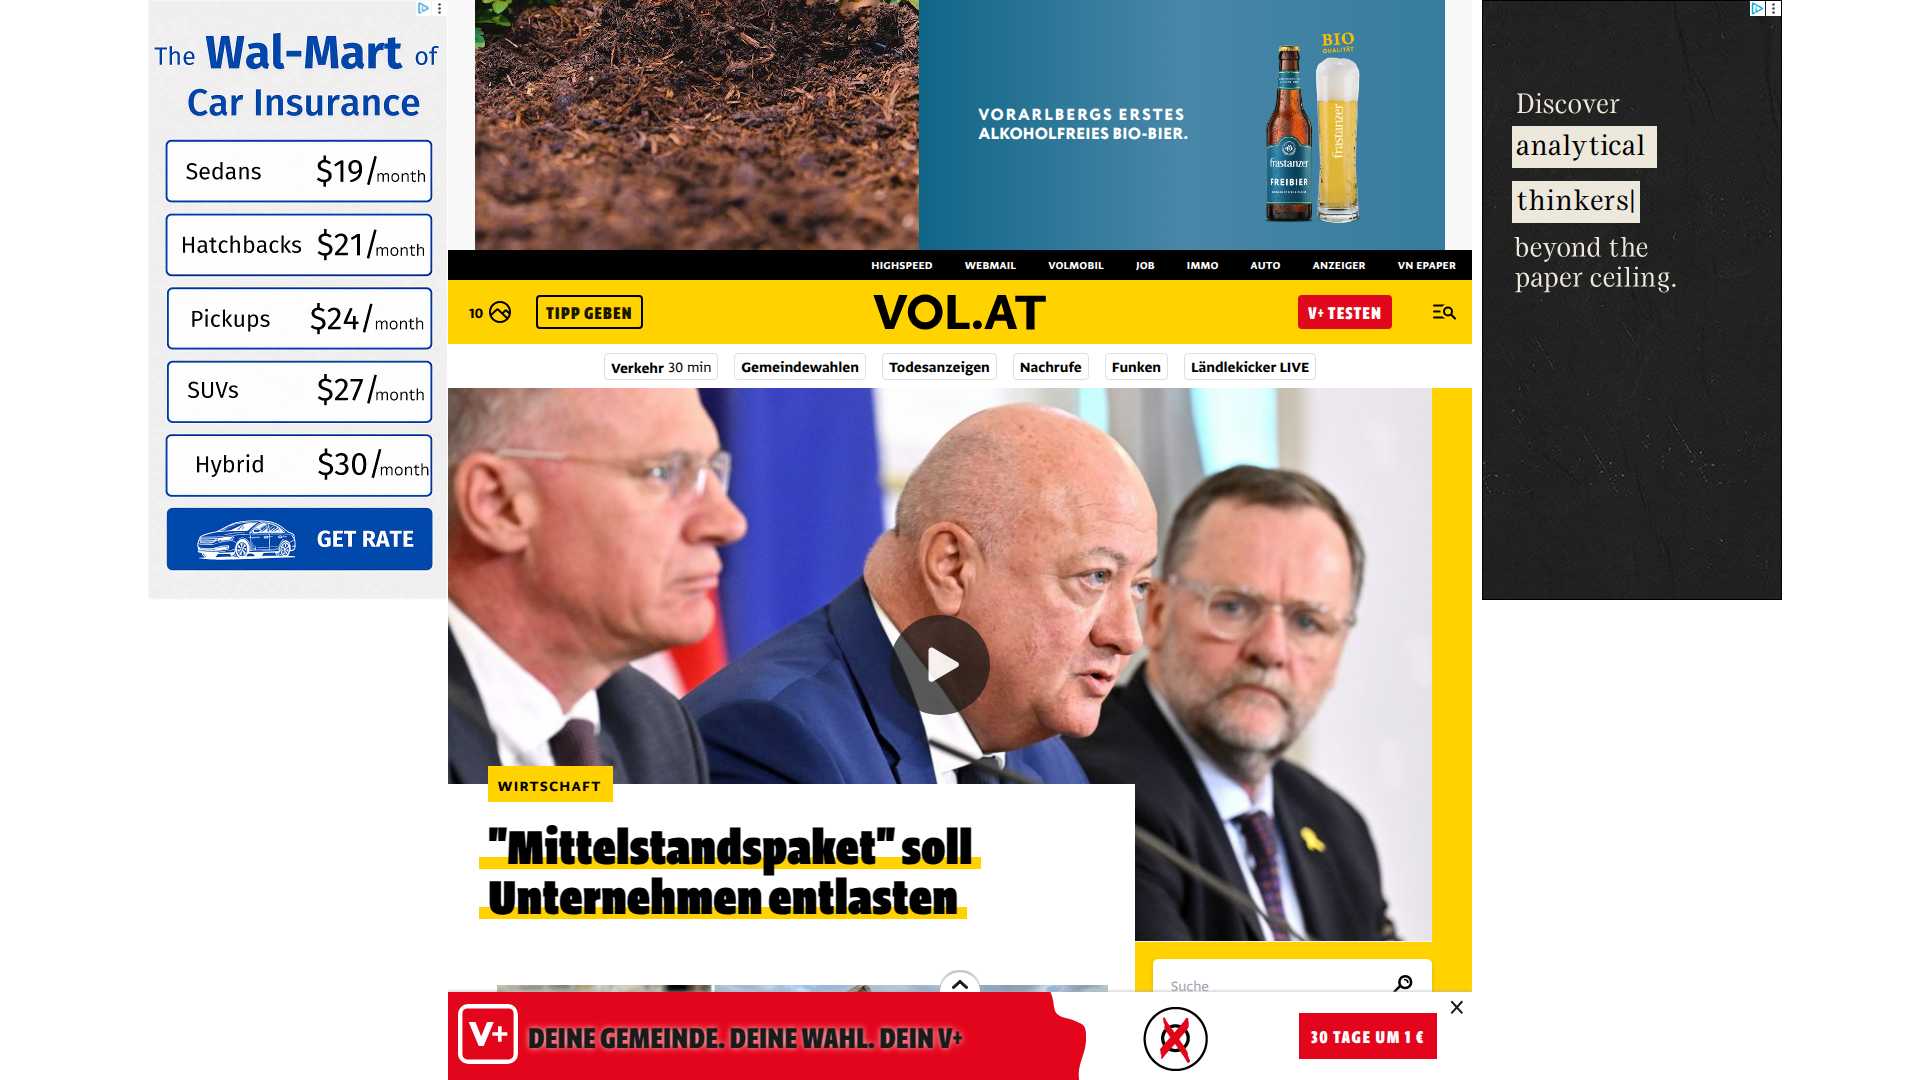 The Wal-Mart of
Car Insurance
Sedans $19/month
Hatchbacks $21/month
Pickups $24/month
SUVs $27/month
Hybrid $30/month
GET RATE
VORARLBERGS ERSTES
ALKOHOLFREIES BIO-BIER.
BIO
QUALITÄT
frastanzer
frastanzer
FREIBIER
Discover
analytical
thinkers
beyond the
paper ceiling.
HIGHSPEED WEBMAIL VOLMOBIL JOB IMMO AUTO ANZEIGER VN EPAPER
10 TIPP GEBEN VOL.AT V+ TESTEN
Verkehr 30 min Gemeindewahlen Todesanzeigen Nachrufe Funken Ländlekicker LIVE
WIRTSCHAFT
"Mittelstandspaket" soll
Unternehmen entlasten
Suche
V+ DEINE GEMEINDE. DEINE WAHL. DEIN V+ 30 TAGE UM 1 €